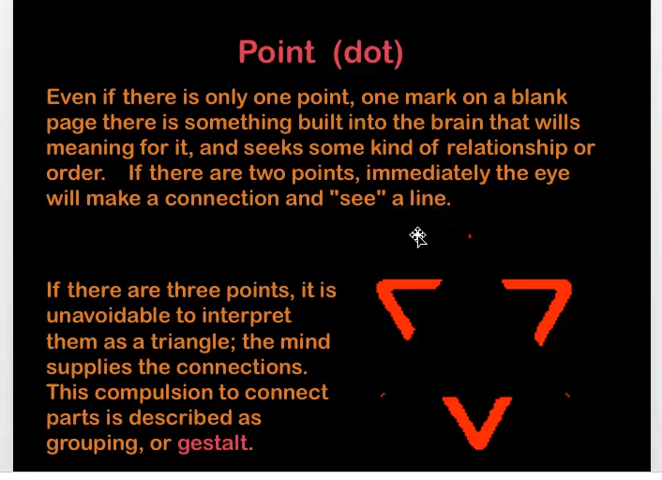 Point (dot)
Even if there is only one point, one mark on a blank
page there is something built into the brain that wills
meaning for it, and seeks some kind of relationship or
order. If there are two points, immediately the eye
will make a connection and "see" a line.
If there are three points, it is
unavoidable to interpret
them as a triangle; the mind
supplies the connections.
This compulsion to connect
parts is described as
grouping, or gestalt.